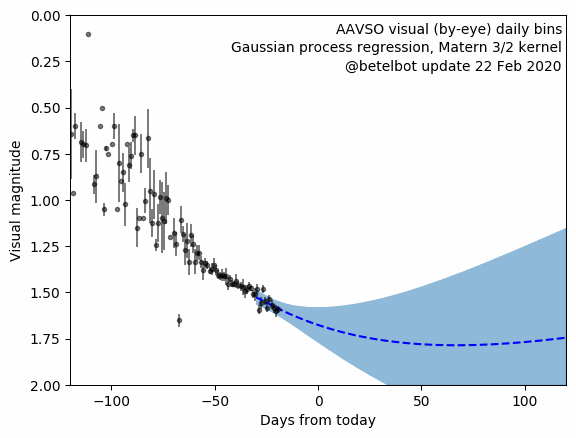 AAVSO visual (by-eye) daily bins
Gaussian process regression, Matern 3/2 kernel
@betelbot update 22 Feb 2020
Visual magnitude
0.00
0.25
0.50
0.75
1.00
1.25
1.50
1.75
2.00
−100 −50 0 50 100
Days from today